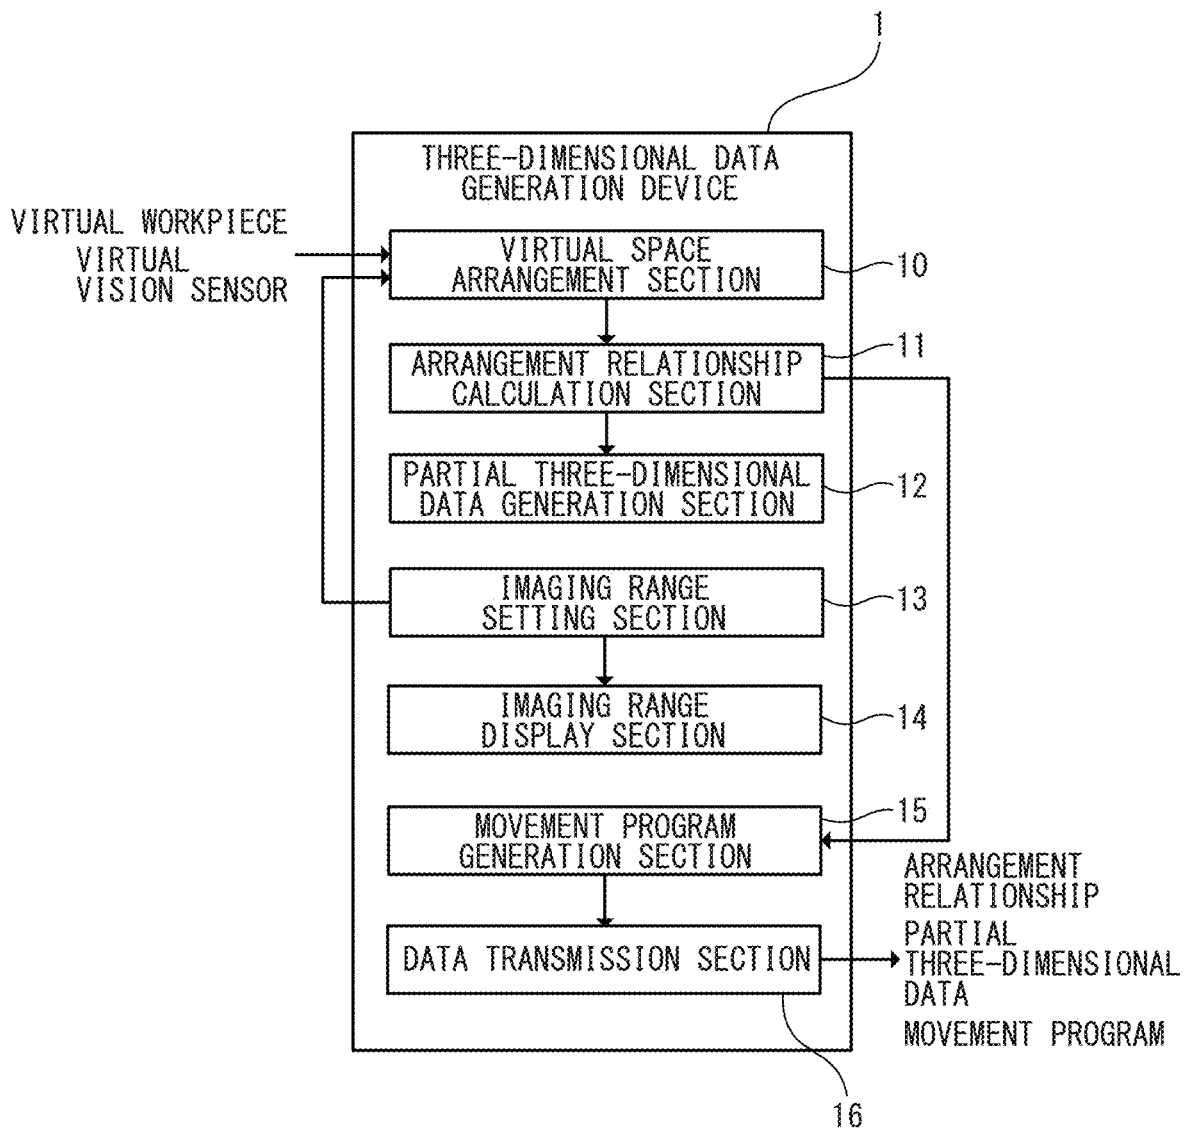 1
THREE-DIMENSIONAL DATA
GENERATION DEVICE
VIRTUAL WORKPIECE
VIRTUAL
VISION SENSOR
VIRTUAL SPACE
ARRANGEMENT SECTION
10
ARRANGEMENT RELATIONSHIP
CALCULATION SECTION
11
PARTIAL THREE-DIMENSIONAL
DATA GENERATION SECTION
12
IMAGING RANGE
SETTING SECTION
13
IMAGING RANGE
DISPLAY SECTION
14
MOVEMENT PROGRAM
GENERATION SECTION
15
DATA TRANSMISSION SECTION
16
ARRANGEMENT
RELATIONSHIP
PARTIAL
THREE-DIMENSIONAL
DATA
MOVEMENT PROGRAM